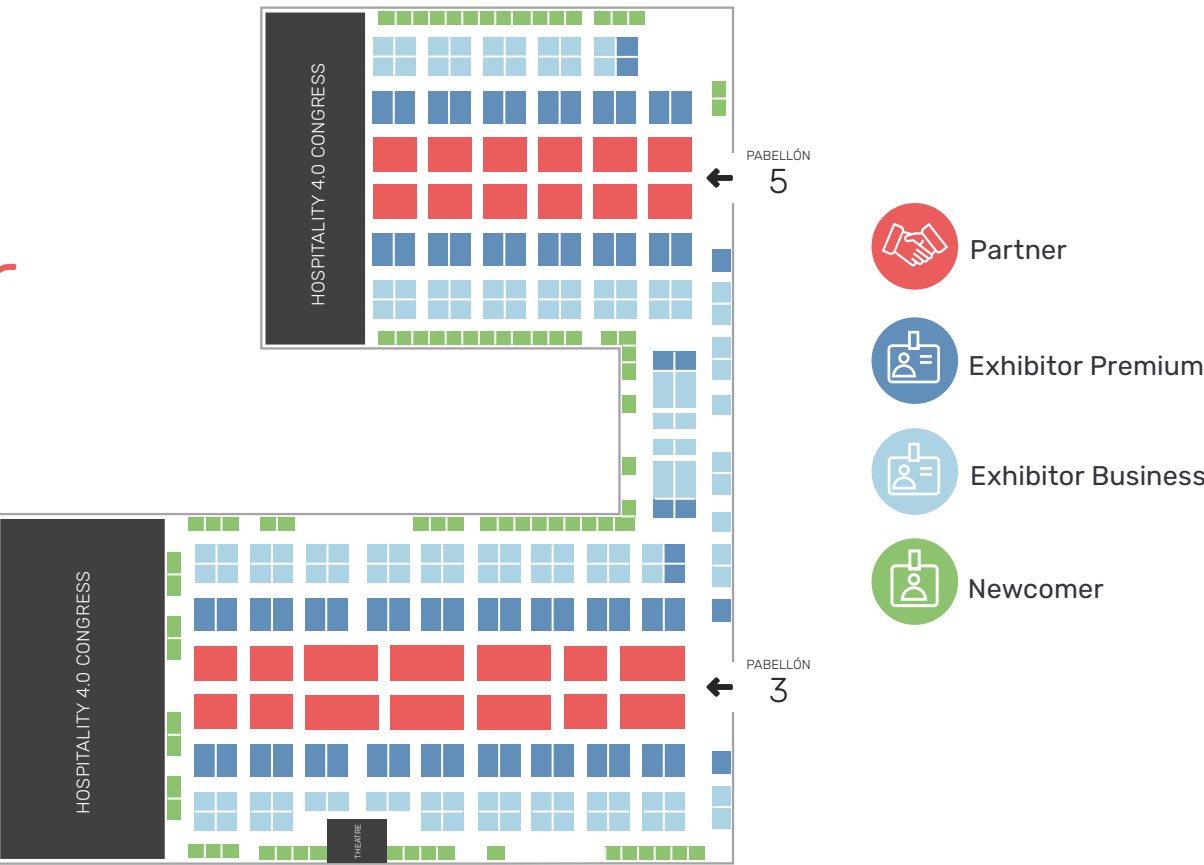 HOSPITALITY 4.0 CONGRESS
PABELLÓN
5
Partner
Exhibitor Premium
Exhibitor Business
Newcomer
HOSPITALITY 4.0 CONGRESS
PABELLÓN
3
THEATRE